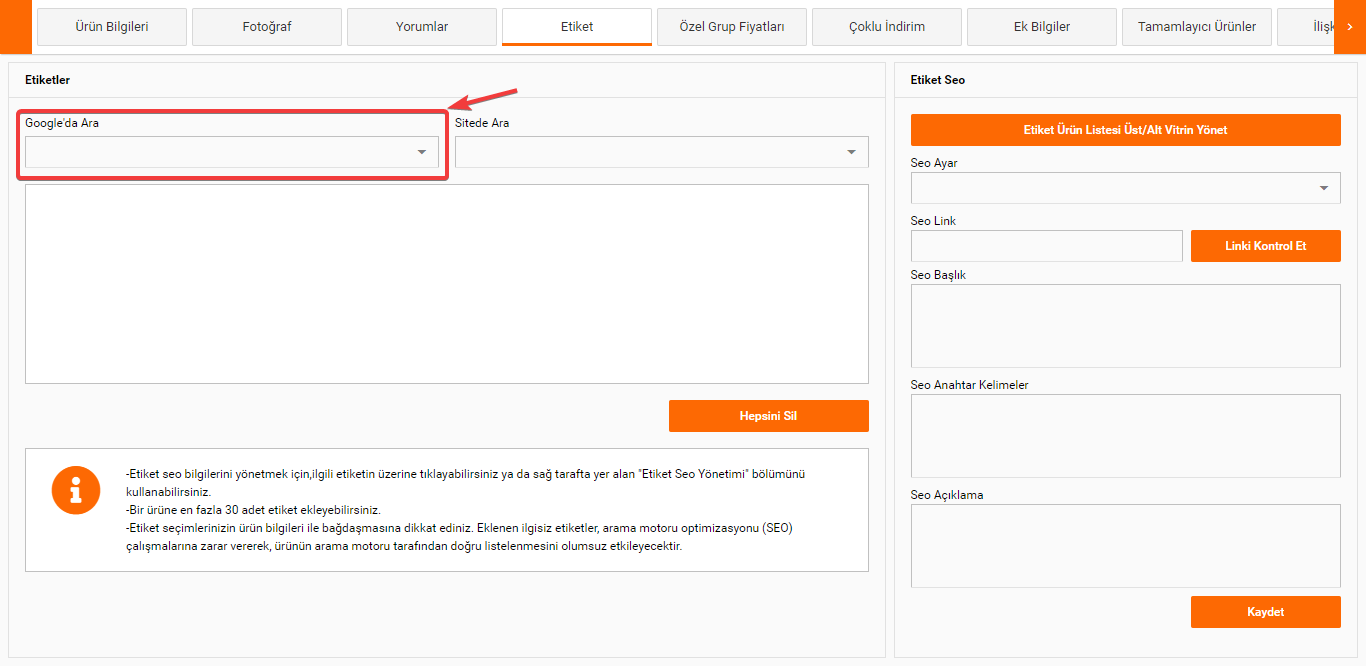 Ürün Bilgileri
Fotoğraf
Yorumlar
Etiket
Özel Grup Fiyatları
Çoklu İndirim
Ek Bilgiler
Tamamlayıcı Ürünler
Etiketler
Google'da Ara
Sitede Ara
Hepsini Sil
-Etiket seo bilgilerini yönetmek için,ilgili etiketin üzerine tıklayabilirsiniz ya da sağ tarafta yer alan "Etiket Seo Yönetimi" bölümünü
kullanabilirsiniz.
-Bir ürüne en fazla 30 adet etiket ekleyebilirsiniz.
-Etiket seçimlerinizin ürün bilgileri ile bağdaşmasına dikkat ediniz. Eklenen ilgisiz etiketler, arama motoru optimizasyonu (SEO)
çalışmalarına zarar vererek, ürünün arama motoru tarafından doğru listelenmesini olumsuz etkileyecektir.
Etiket Seo
Etiket Ürün Listesi Üst/Alt Vitrin Yönet
Seo Ayar
Seo Link
Linki Kontrol Et
Seo Başlık
Seo Anahtar Kelimeler
Seo Açıklama
Kaydet